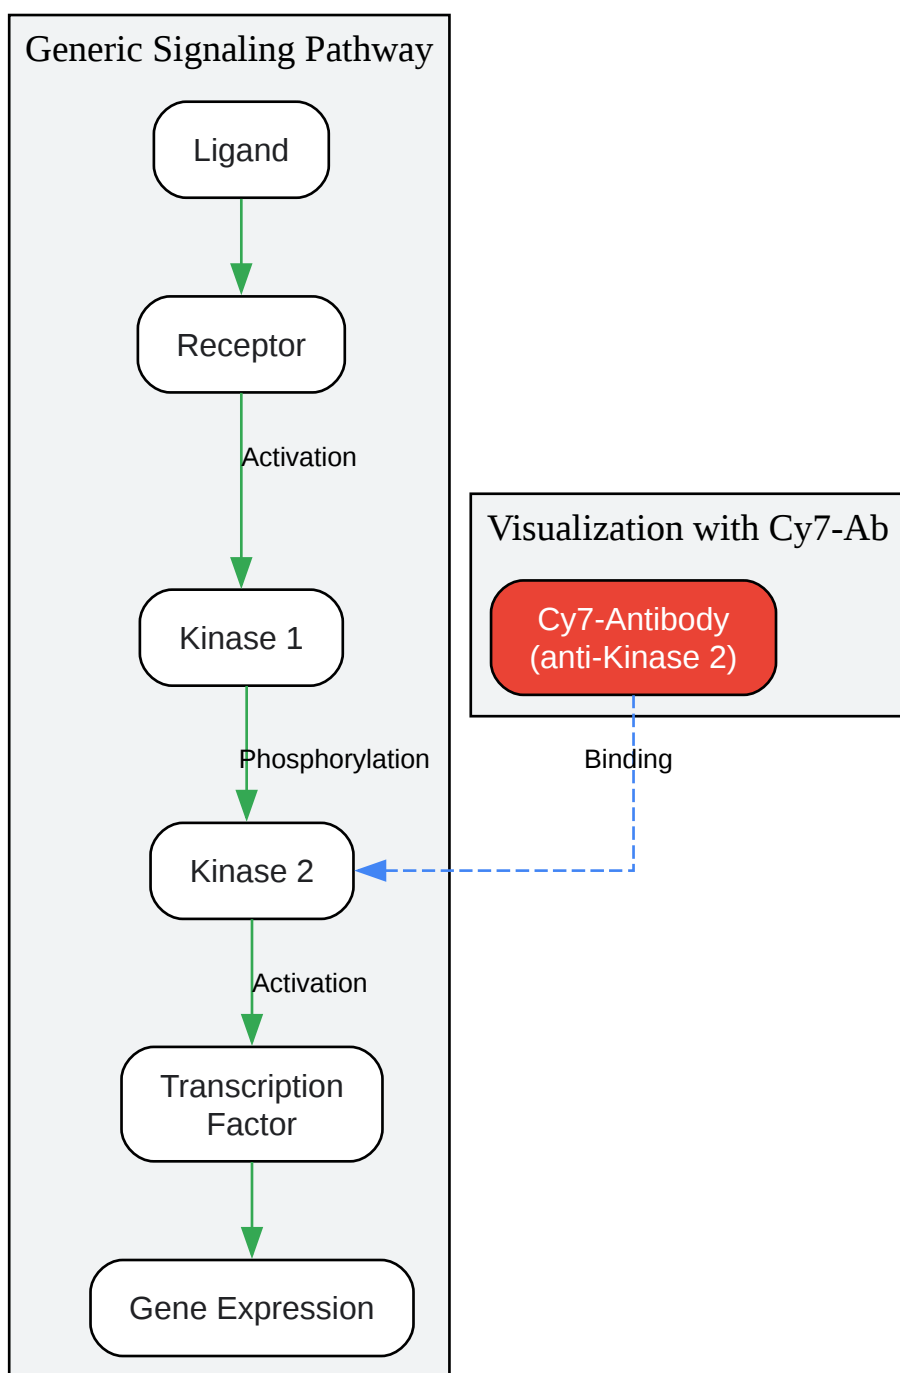 Generic Signaling Pathway
Ligand
Receptor
Activation
Kinase 1
Phosphorylation
Kinase 2
Activation
Transcription
Factor
Gene Expression
Visualization with Cy7-Ab
Cy7-Antibody
(anti-Kinase 2)
Binding